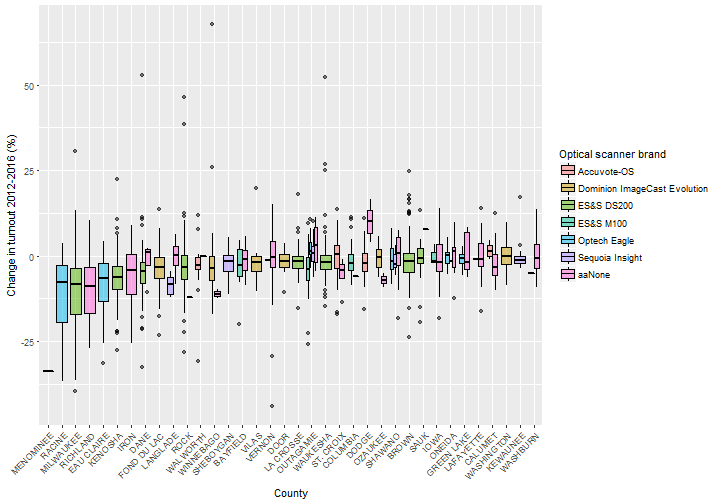 Change in turnout 2012-2016 (%)
50
25
0
-25
MENOMINEE
RACINE
MILWAUKEE
RICHLAND
EAU CLAIRE
KENOSHA
IRON
DANE
FOND DU LAC
LANGLADE
ROCK
WALWORTH
WINNEBAGO
SHEBOYGAN
BAYFIELD
VILAS
VERNON
DOOR
LA CROSSE
OUTAGAMIE
WAUKESHA
ST. CROIX
COLUMBIA
DODGE
OZAUKEE
SHAWANO
BROWN
SAUK
IOWA
ONEIDA
GREEN LAKE
LAFAYETTE
CALUMET
WASHINGTON
KEWAUNEE
WASHBURN
County
Optical scanner brand
Accuvote-OS
Dominion ImageCast Evolution
ES&S DS200
ES&S M100
Optech Eagle
Sequoia Insight
aaNone